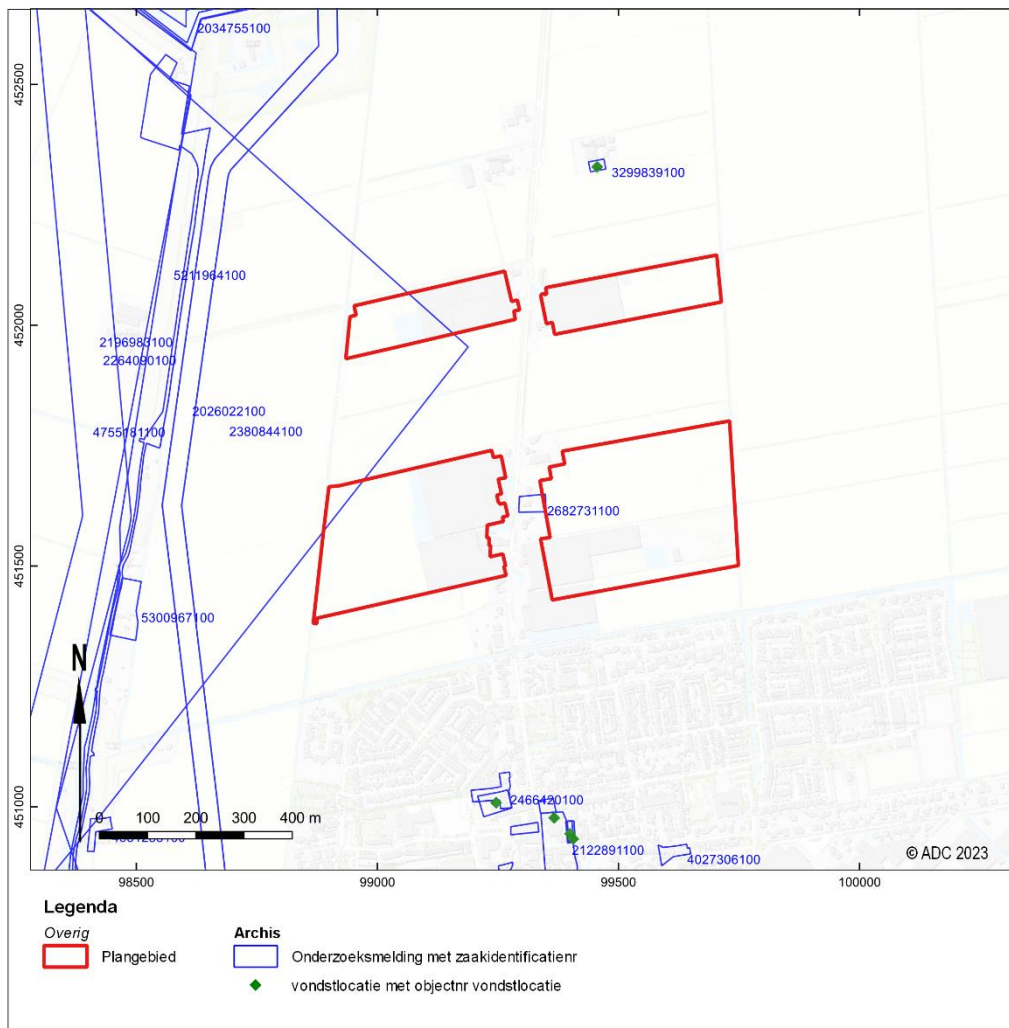 2034755100
452500
3299839100
5211964100
452000
2196983100
2264090100
2026022100
4755181100
2380844100
2682731100
451500
5300967100
N
2466420100
451000
0 100 200 300 400 m
2122891100
4027306100
© ADC 2023
98500 99000 99500 100000
Legenda
Overig
Archis
Plangebied
Onderzoeksmelding met zaakidentificatienr
vondstlocatie met objectnr vondstlocatie